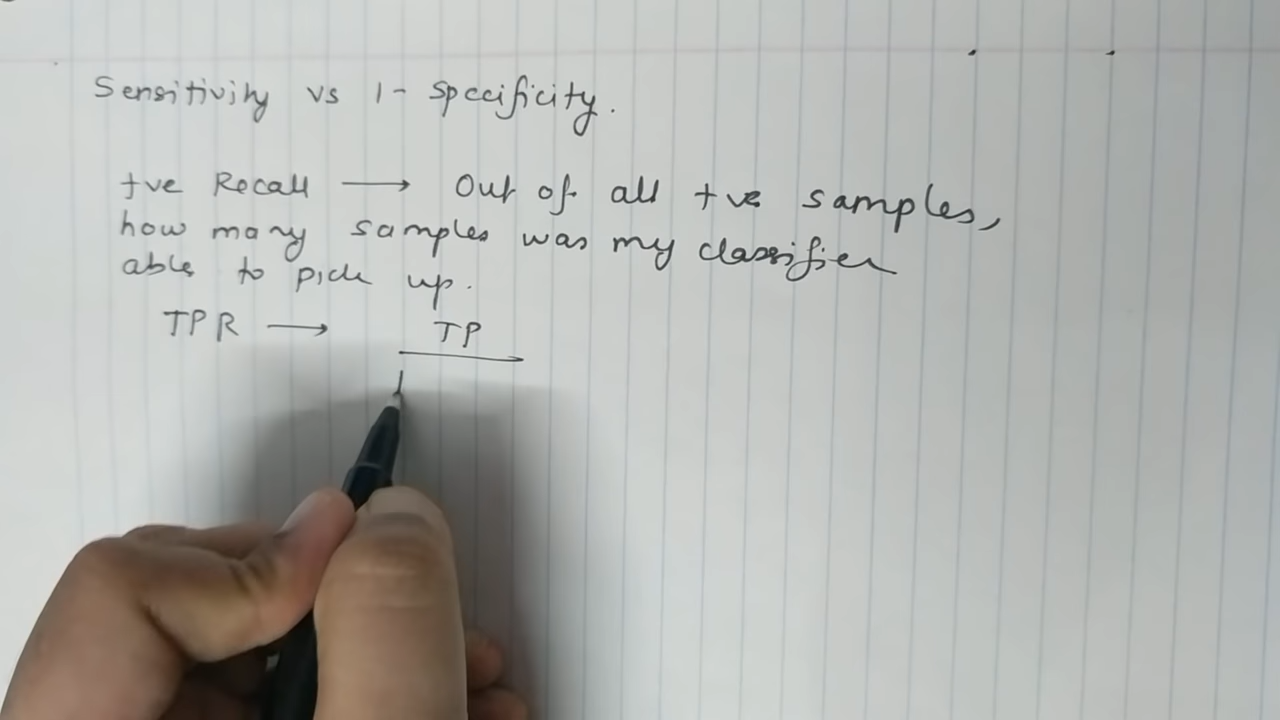 Sensitivity vs 1 - Specificity.
+ve Recall → Out of all +ve samples,
how many samples was my classifier
able to pick up.
TPR → TP